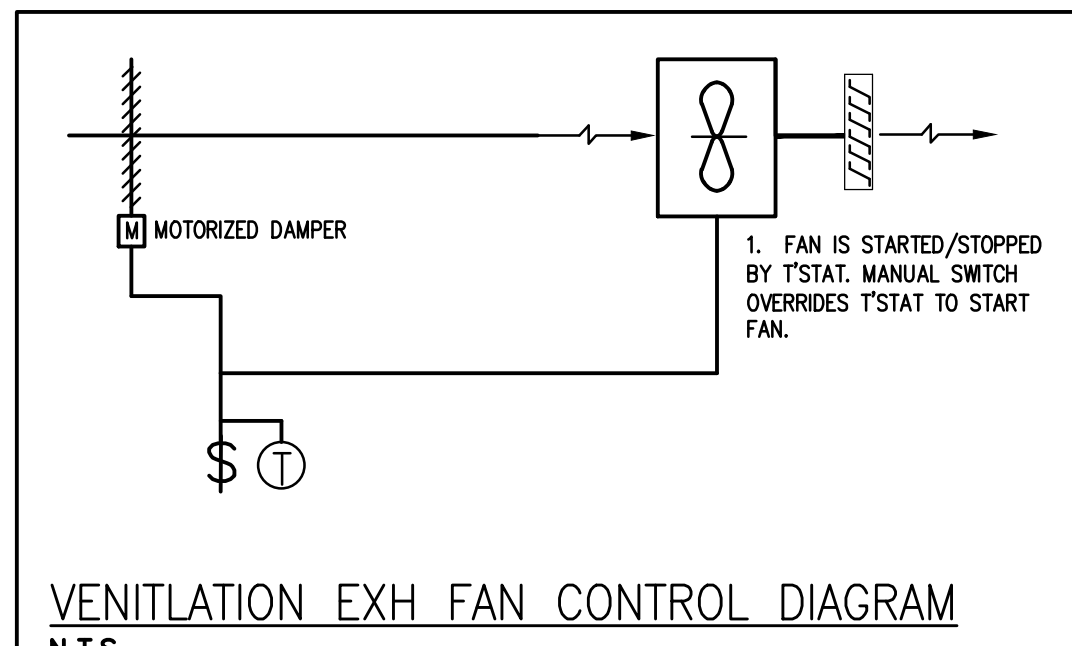 M MOTORIZED DAMPER
1. FAN IS STARTED/STOPPED
BY T'STAT. MANUAL SWITCH
OVERRIDES T'STAT TO START
FAN.
$ T
VENITLATION EXH FAN CONTROL DIAGRAM
N.T.S.